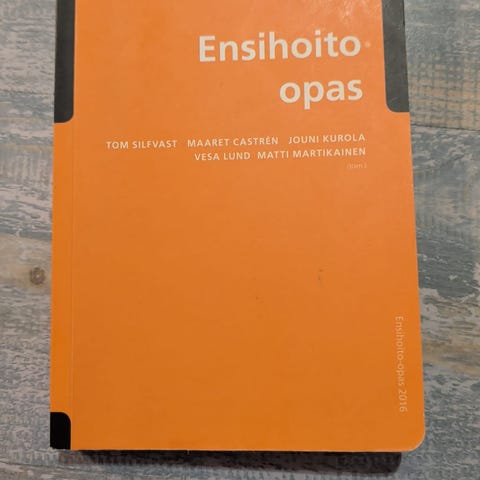 Ensihoito-
opas
TOM SILFVAST MAARET CASTRÉN JOUNI KUROLA
VESA LUND MATTI MARTIKAINEN
(toim.)
Ensihoito-opas 2016